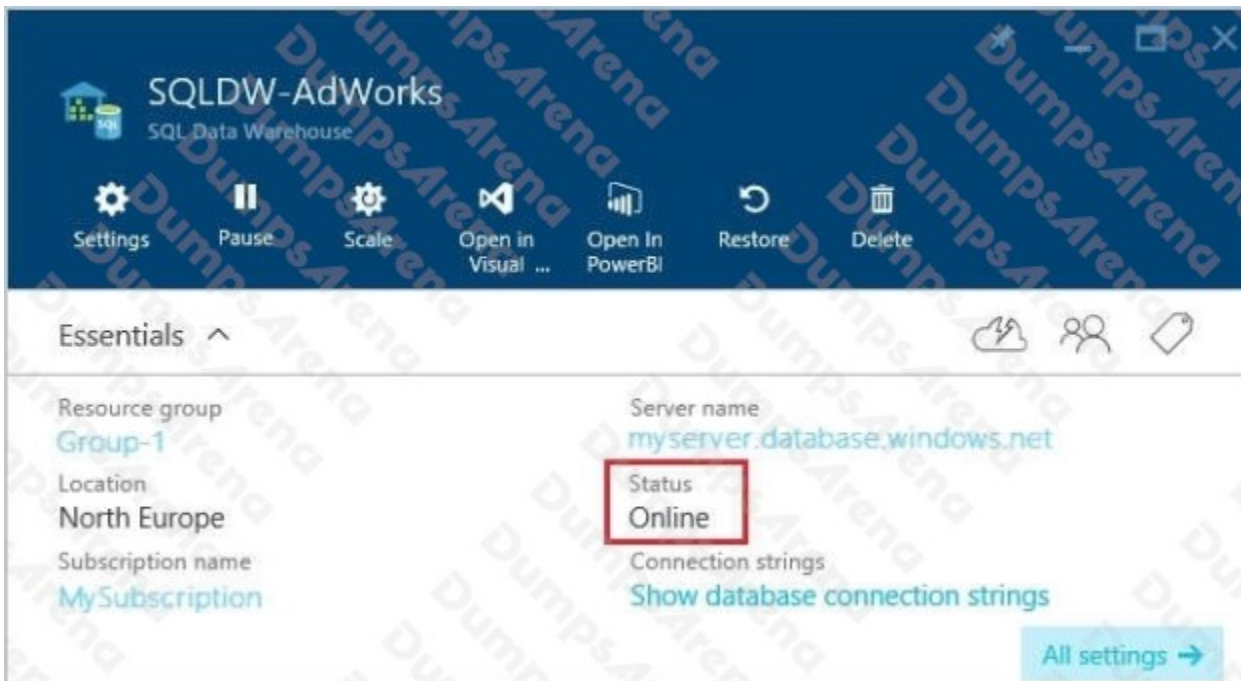 SQLDW-AdWorks
SQL Data Warehouse
Settings
Pause
Scale
Open in
Visual ...
Open In
PowerBI
Restore
Delete
Essentials
Resource group
Group-1
Server name
myserver.database.windows.net
Location
North Europe
Status
Online
Subscription name
MySubscription
Connection strings
Show database connection strings
All settings →
SQL
DumpsArena